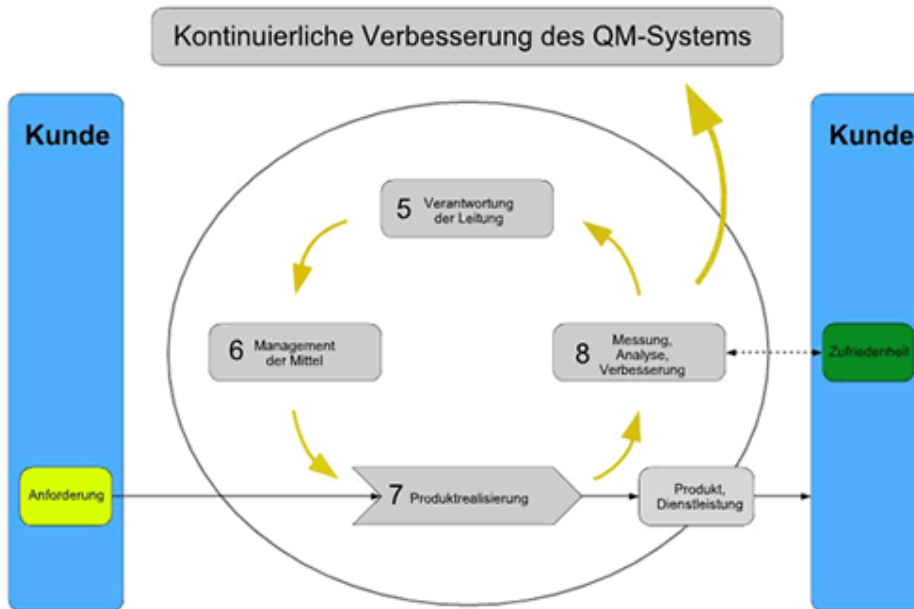 Kontinuierliche Verbesserung des QM-Systems
Kunde
Kunde
5 Verantwortung
der Leitung
6 Management
der Mittel
8 Messung,
Analyse,
Verbesserung
Zufriedenheit
Anforderung
7 Produktrealisierung
Produkt,
Dienstleistung